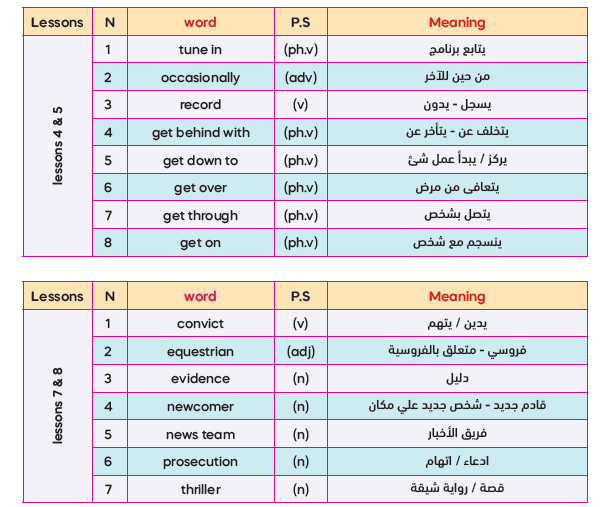 Lessons N word P.S Meaning
lessons 4 & 5
1 tune in (ph.v) يتابع برنامج
2 occasionally (adv) من حين للآخر
3 record (v) يسجل - يدون
4 get behind with (ph.v) يتخلف عن - يتأخر عن
5 get down to (ph.v) يركز / يبدأ عمل شئ
6 get over (ph.v) يتعافى من مرض
7 get through (ph.v) يتصل بشخص
8 get on (ph.v) ينسجم مع شخص
Lessons N word P.S Meaning
lessons 7 & 8
1 convict (v) يدين / يتهم
2 equestrian (adj) فروسي - متعلق بالفروسية
3 evidence (n) دليل
4 newcomer (n) قادم جديد - شخص جديد علي مكان
5 news team (n) فريق الأخبار
6 prosecution (n) ادعاء / اتهام
7 thriller (n) قصة / رواية شيقة